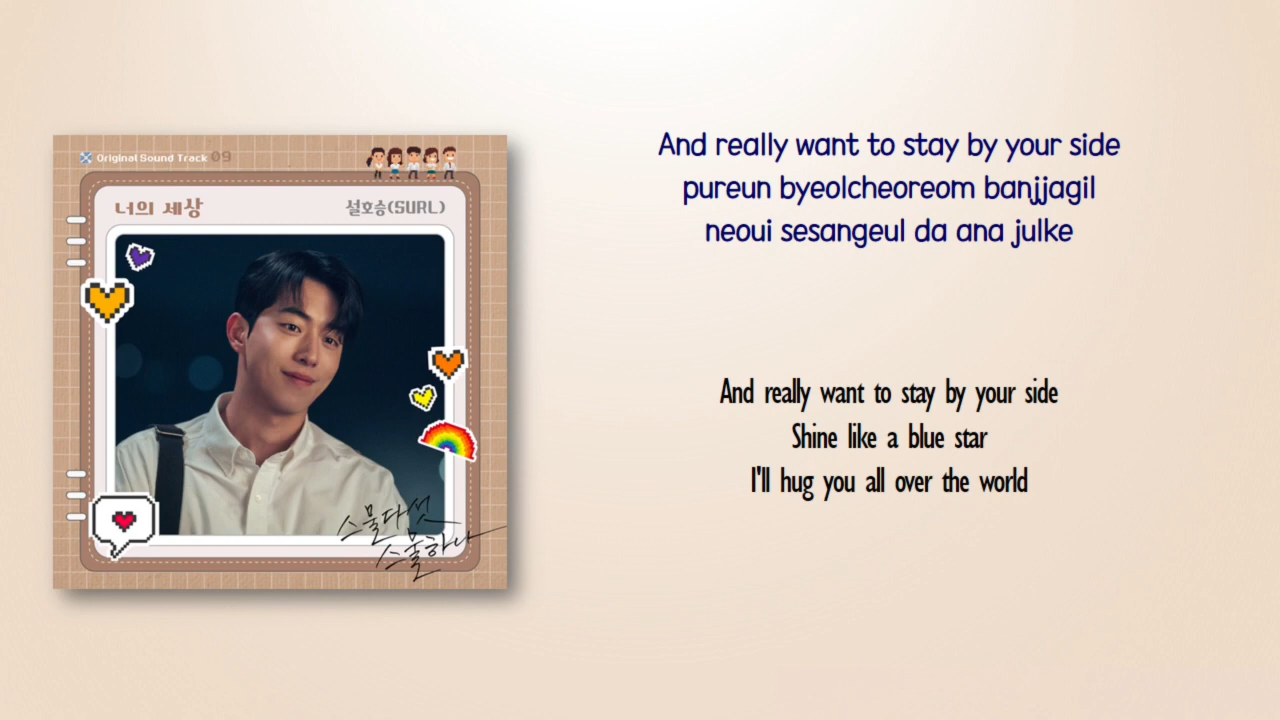 Original Sound Track 09
너의 세상
설호승(SURL)
스물다섯
스물하나
And really want to stay by your side
pureun byeolcheoreom banjjagil
neoui sesangeul da ana julke
And really want to stay by your side
Shine like a blue star
I'll hug you all over the world